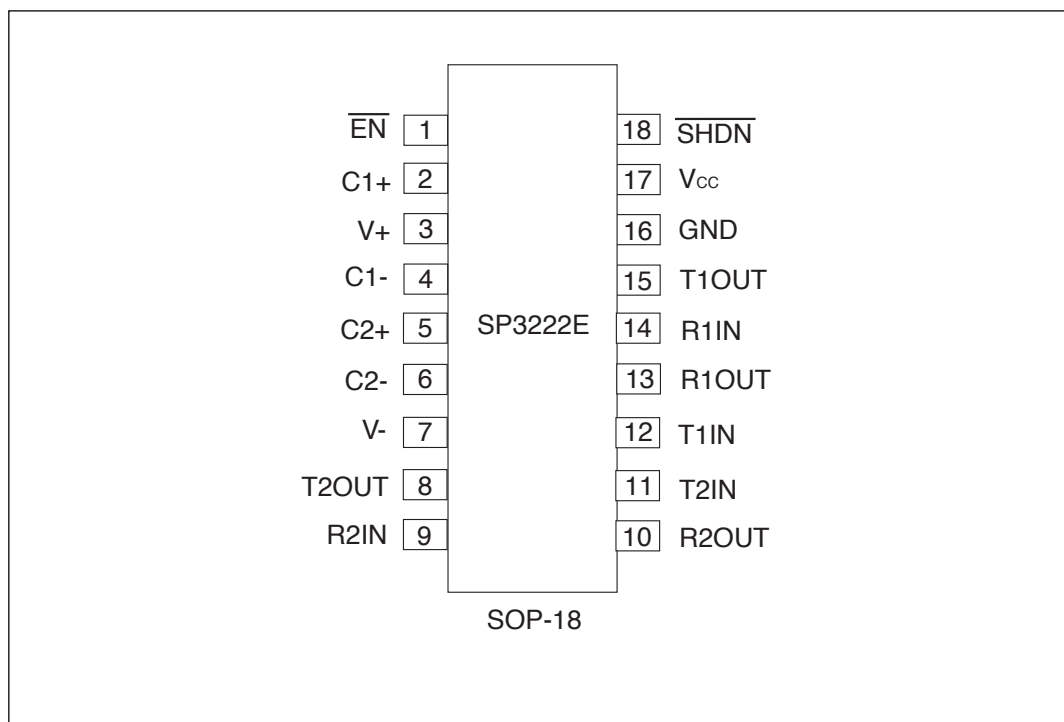 EN 1 18 SHDN
C1+ 2 17 VCC
V+ 3 16 GND
C1- 4 15 T1OUT
C2+ 5 SP3222E 14 R1IN
C2- 6 13 R1OUT
V- 7 12 T1IN
T2OUT 8 11 T2IN
R2IN 9 10 R2OUT
SOP-18